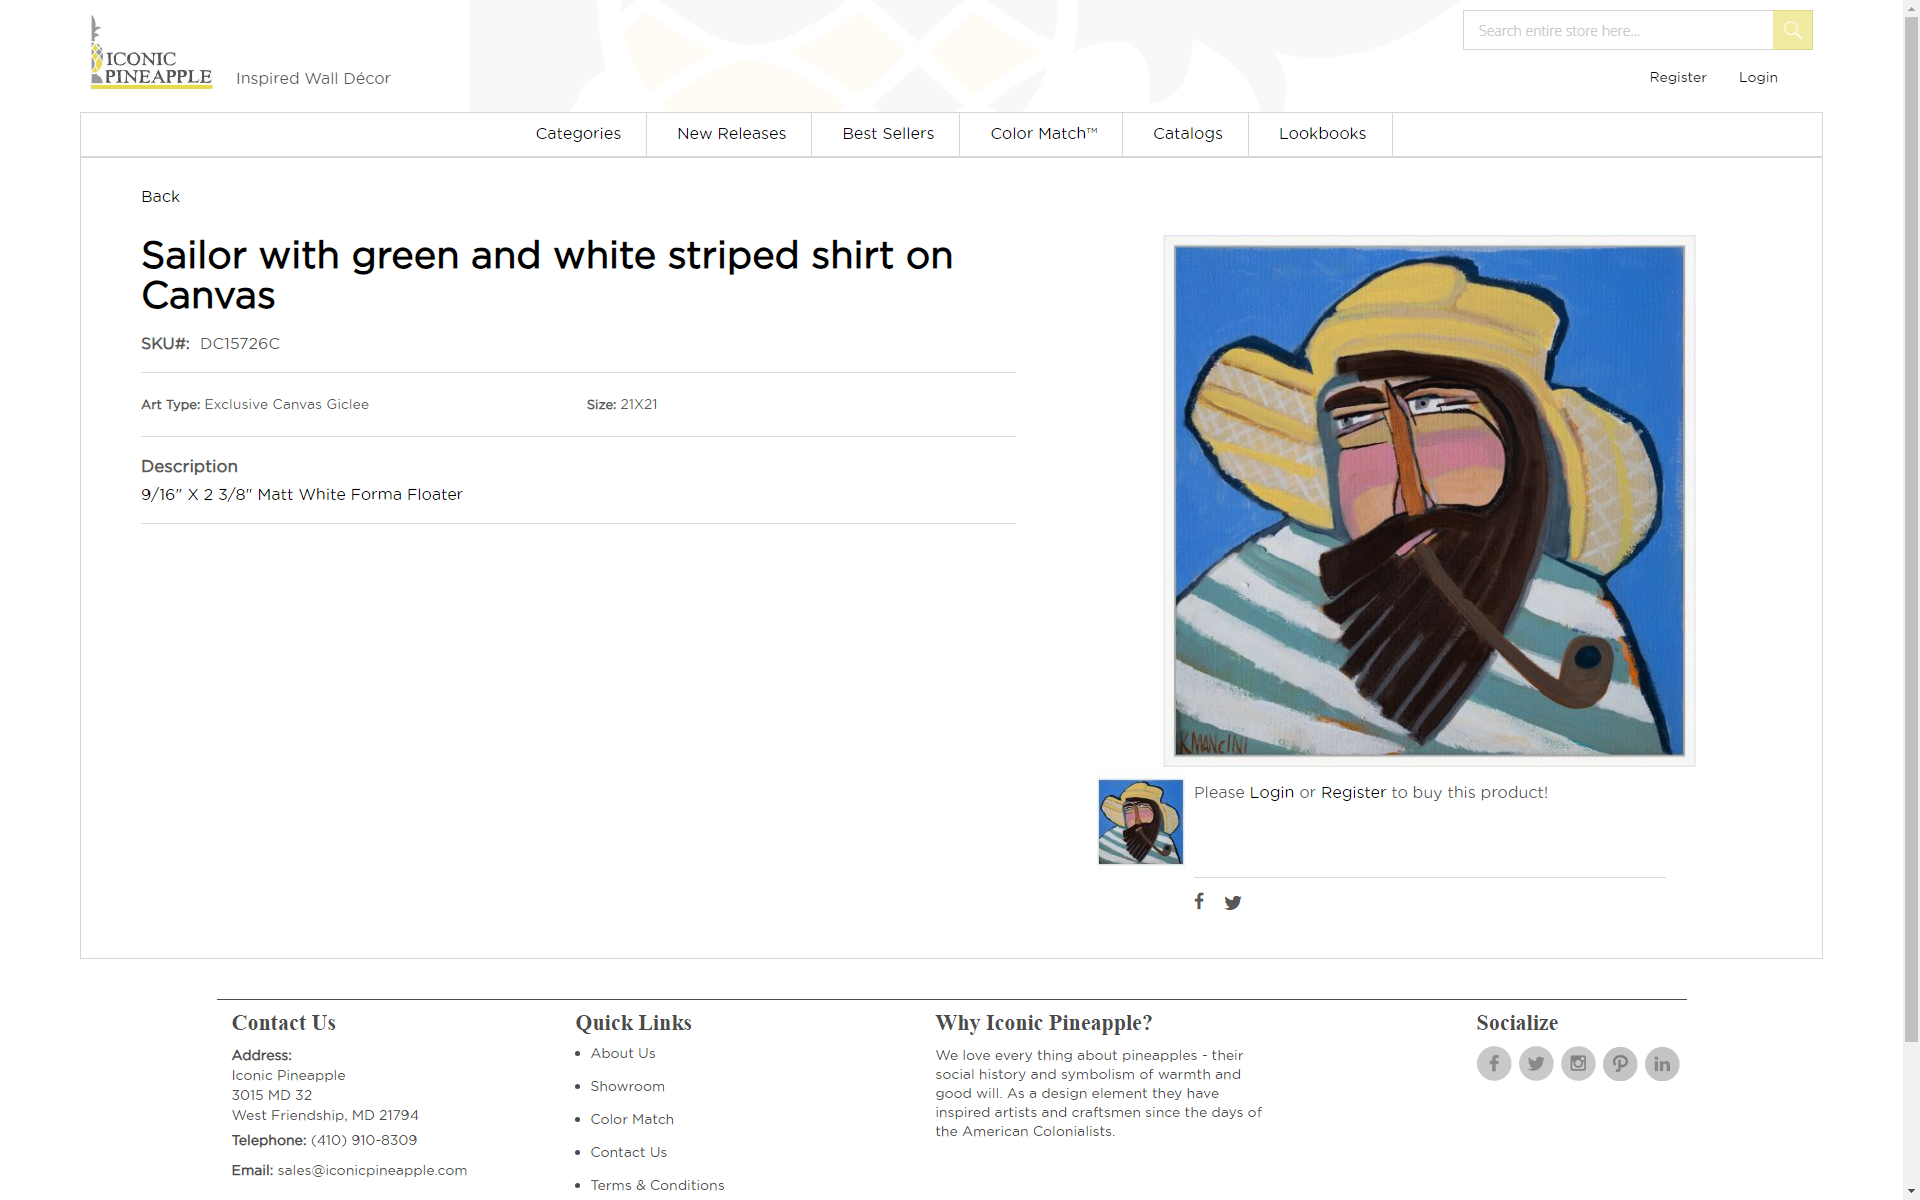 ICONIC
PINEAPPLE
Inspired Wall Décor
Search entire store here...
Register
Login
Categories
New Releases
Best Sellers
Color Match™
Catalogs
Lookbooks
Back
Sailor with green and white striped shirt on
Canvas
SKU#: DC15726C
Art Type: Exclusive Canvas Giclee
Size: 21X21
Description
9/16" X 2 3/8" Matt White Forma Floater
K MANCINI
Please Login or Register to buy this product!
Contact Us
Address:
Iconic Pineapple
3015 MD 32
West Friendship, MD 21794
Telephone: (410) 910-8309
Email: sales@iconicpineapple.com
Quick Links
About Us
Showroom
Color Match
Contact Us
Terms & Conditions
Why Iconic Pineapple?
We love every thing about pineapples - their
social history and symbolism of warmth and
good will. As a design element they have
inspired artists and craftsmen since the days of
the American Colonialists.
Socialize